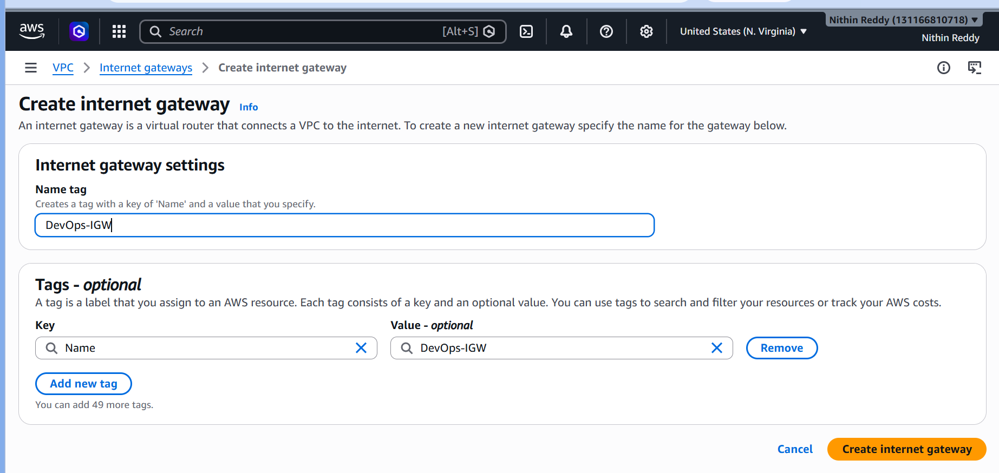 aws
Search [Alt+S]
United States (N. Virginia)
Nithin Reddy (131166810718)
Nithin Reddy
VPC
Internet gateways
Create internet gateway
Create internet gateway Info
An internet gateway is a virtual router that connects a VPC to the internet. To create a new internet gateway specify the name for the gateway below.
Internet gateway settings
Name tag
Creates a tag with a key of 'Name' and a value that you specify.
DevOps-IGW
Tags - optional
A tag is a label that you assign to an AWS resource. Each tag consists of a key and an optional value. You can use tags to search and filter your resources or track your AWS costs.
Key Value - optional
Name DevOps-IGW Remove
Add new tag
You can add 49 more tags.
Cancel Create internet gateway